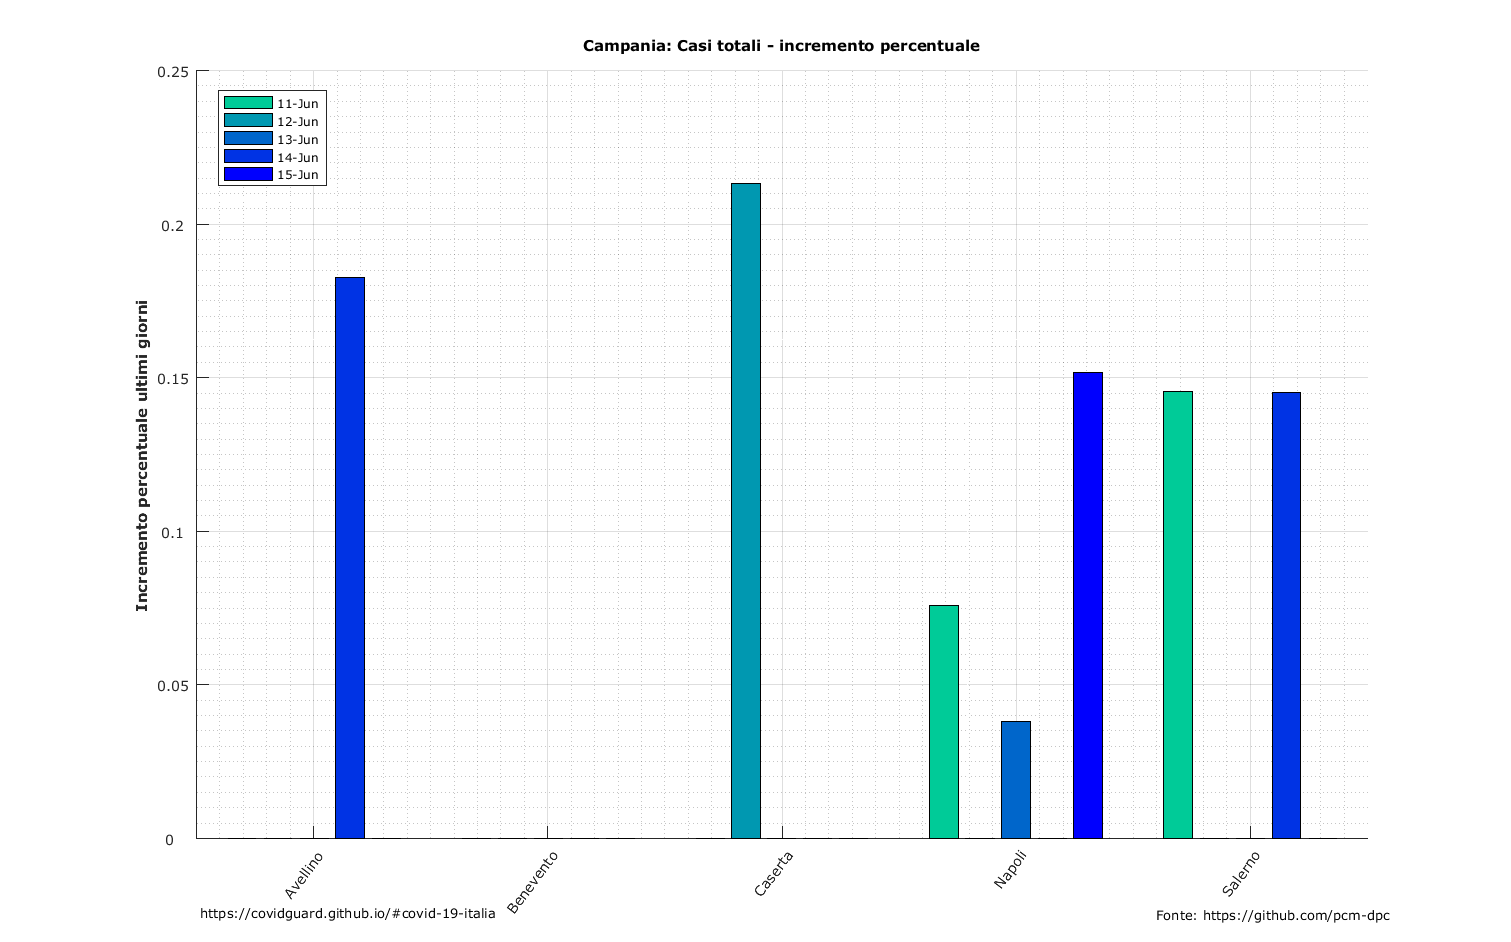 Campania: Casi totali - incremento percentuale
0.25
0.2
0.15
0.1
0.05
0
Incremento percentuale ultimi giorni
11-Jun
12-Jun
13-Jun
14-Jun
15-Jun
Avellino
Benevento
Caserta
Napoli
Salerno
https://covidguard.github.io/#covid-19-italia
Fonte: https://github.com/pcm-dpc